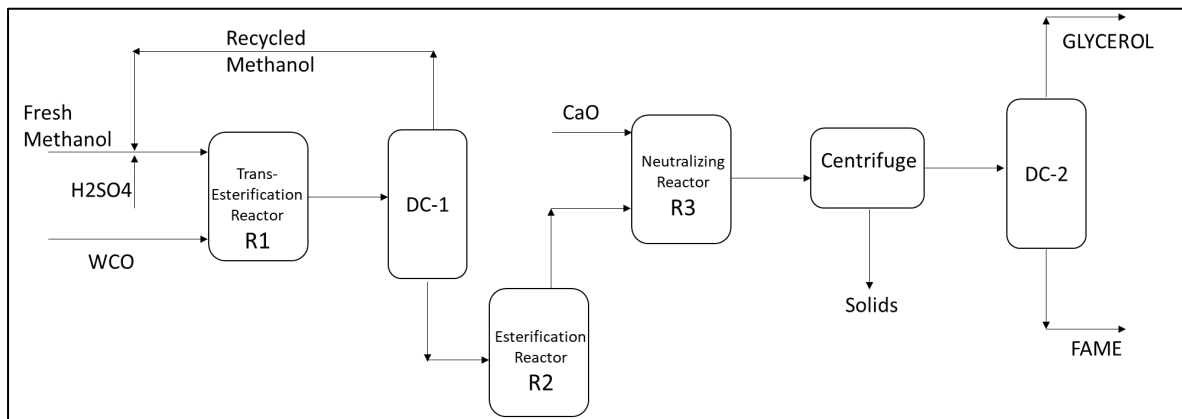 Recycled
Methanol
Fresh
Methanol
H2SO4
WCO
Trans-
Esterification
Reactor
R1
DC-1
Esterification
Reactor
R2
CaO
Neutralizing
Reactor
R3
Centrifuge
Solids
DC-2
GLYCEROL
FAME